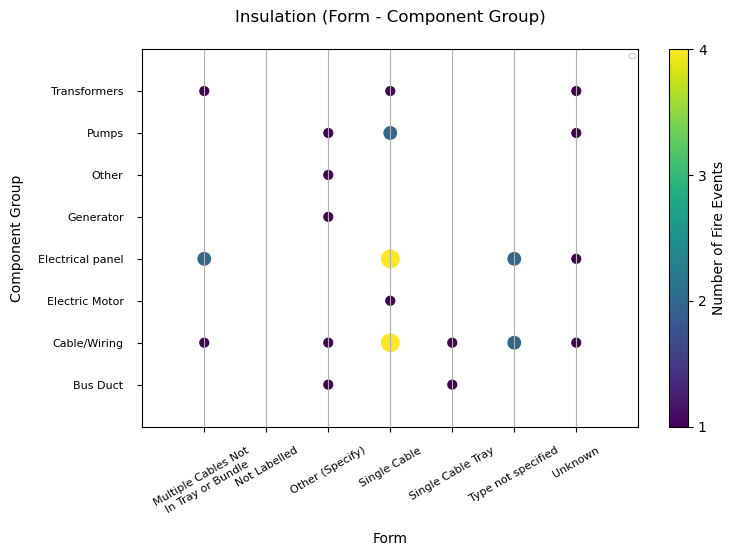 Insulation (Form - Component Group)
Component Group
Transformers
Pumps
Other
Generator
Electrical panel
Electric Motor
Cable/Wiring
Bus Duct
Multiple Cables Not
In Tray or Bundle
Not Labelled
Other (Specify)
Single Cable
Single Cable Tray
Type not specified
Unknown
Form
4
3
2
1
Number of Fire Events